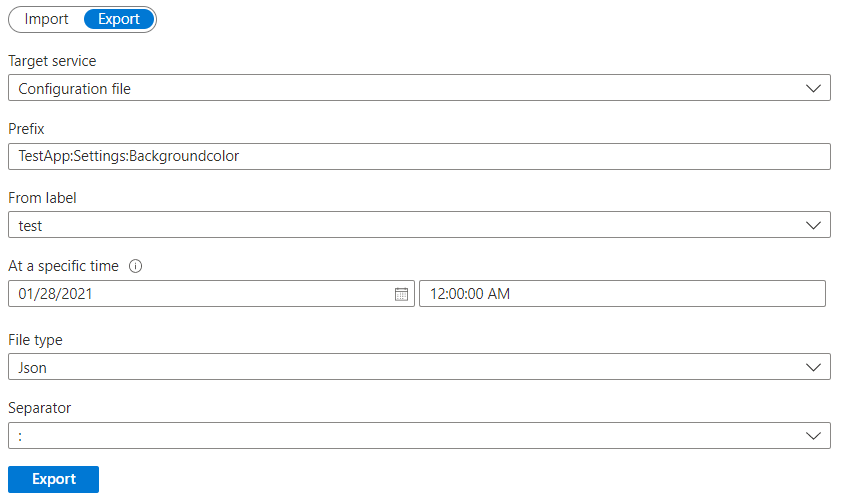 Import Export
Target service
Configuration file
Prefix
TestApp:Settings:Backgroundcolor
From label
test
At a specific time
01/28/2021 12:00:00 AM
File type
Json
Separator
:
Export